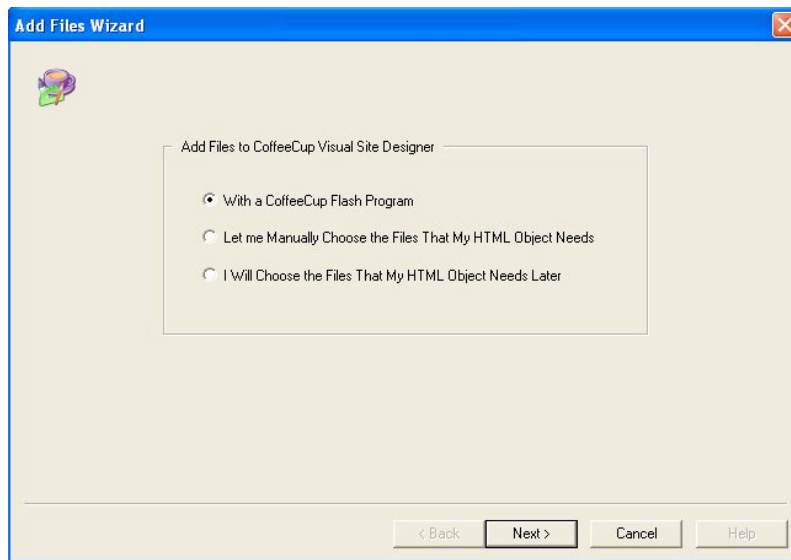 Add Files Wizard
Add Files to CoffeeCup Visual Site Designer
With a CoffeeCup Flash Program
Let me Manually Choose the Files That My HTML Object Needs
I Will Choose the Files That My HTML Object Needs Later
< Back
Next >
Cancel
Help